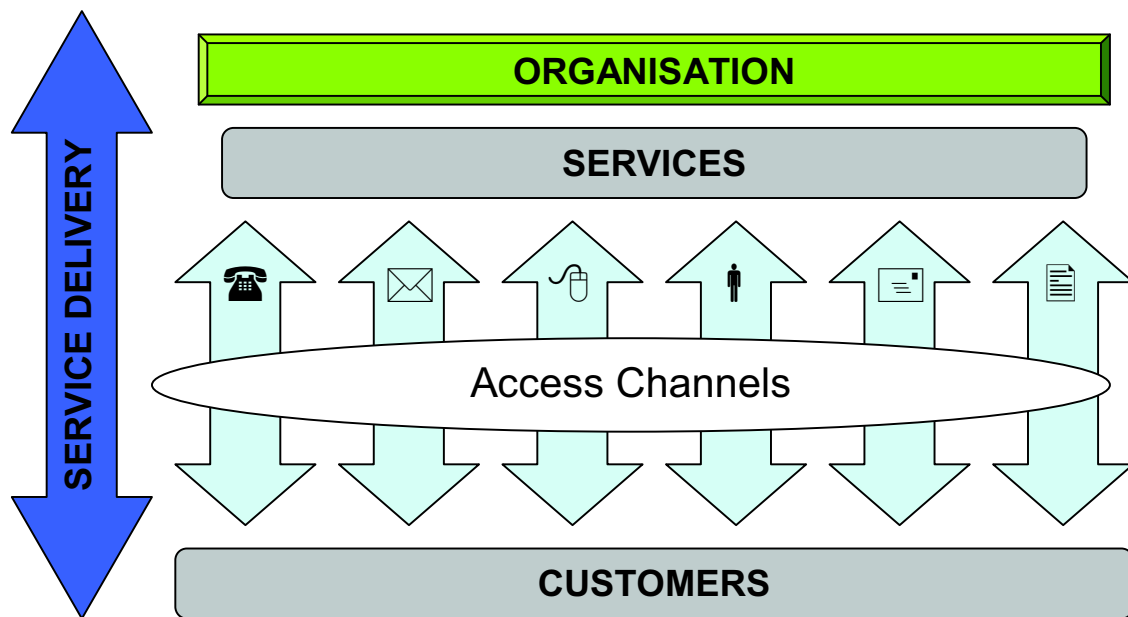 ORGANISATION
SERVICES
SERVICE DELIVERY
Access Channels
CUSTOMERS